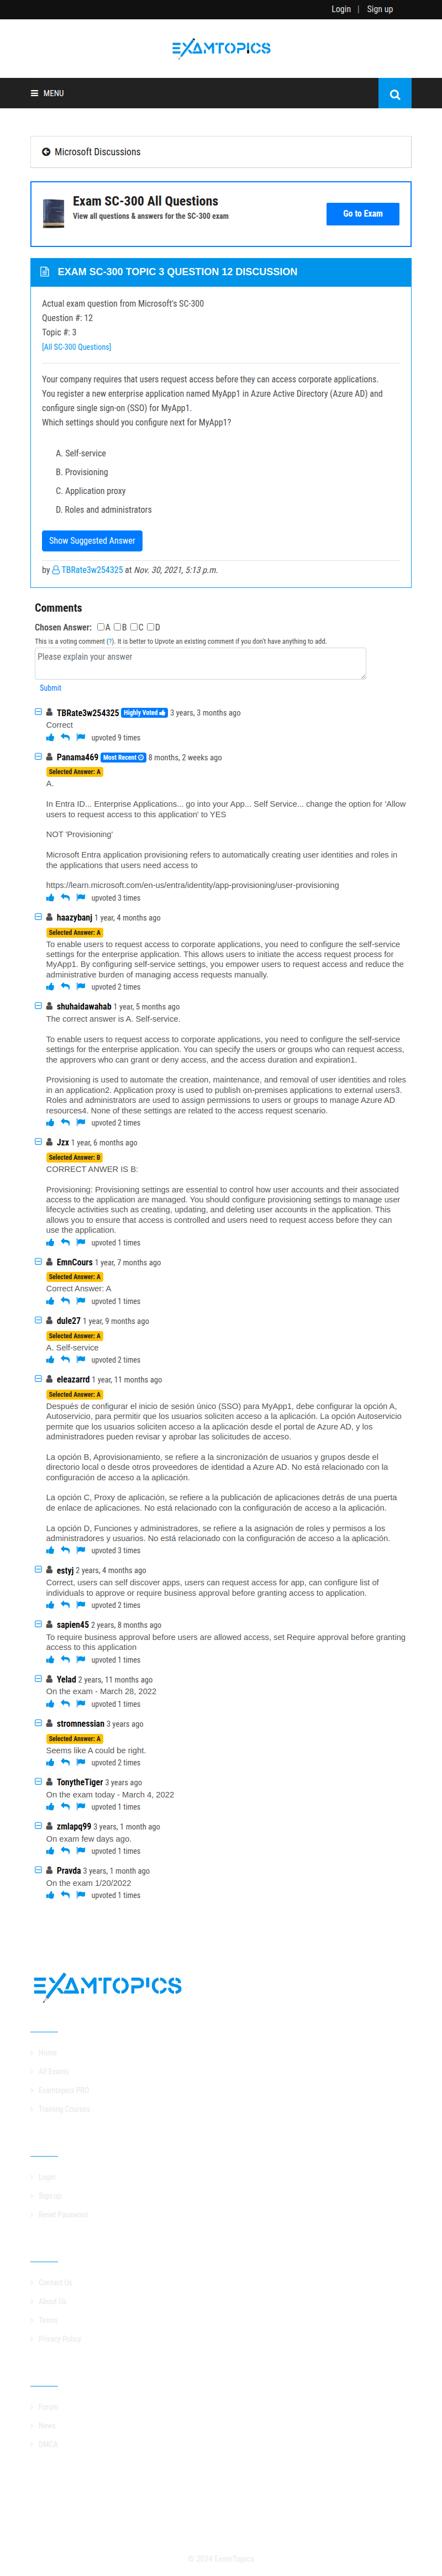 Login | Sign up
EXAMTOPICS
MENU
Microsoft Discussions
Exam SC-300 All Questions
View all questions & answers for the SC-300 exam
Go to Exam
EXAM SC-300 TOPIC 3 QUESTION 12 DISCUSSION
Actual exam question from Microsoft's SC-300
Question #: 12
Topic #: 3
[All SC-300 Questions]
Your company requires that users request access before they can access corporate applications.
You register a new enterprise application named MyApp1 in Azure Active Directory (Azure AD) and
configure single sign-on (SSO) for MyApp1.
Which settings should you configure next for MyApp1?
A. Self-service
B. Provisioning
C. Application proxy
D. Roles and administrators
Show Suggested Answer
by TBRate3w254325 at Nov. 30, 2021, 5:13 p.m.
Comments
Chosen Answer: A B C D
This is a voting comment (?). It is better to Upvote an existing comment if you don't have anything to add.
Please explain your answer
Submit
TBRate3w254325 Highly Voted 3 years, 3 months ago
Correct
upvoted 9 times
Panama469 Most Recent 8 months, 2 weeks ago
Selected Answer: A
A.
In Entra ID... Enterprise Applications... go into your App... Self Service... change the option for 'Allow
users to request access to this application' to YES
NOT 'Provisioning'
Microsoft Entra application provisioning refers to automatically creating user identities and roles in
the applications that users need access to
https://learn.microsoft.com/en-us/entra/identity/app-provisioning/user-provisioning
upvoted 3 times
haazybanj 1 year, 4 months ago
Selected Answer: A
To enable users to request access to corporate applications, you need to configure the self-service
settings for the enterprise application. This allows users to initiate the access request process for
MyApp1. By configuring self-service settings, you empower users to request access and reduce the
administrative burden of managing access requests manually.
upvoted 2 times
shuhaidawahab 1 year, 5 months ago
The correct answer is A. Self-service.
To enable users to request access to corporate applications, you need to configure the self-service
settings for the enterprise application. You can specify the users or groups who can request access,
the approvers who can grant or deny access, and the access duration and expiration1.
Provisioning is used to automate the creation, maintenance, and removal of user identities and roles
in an application2. Application proxy is used to publish on-premises applications to external users3.
Roles and administrators are used to assign permissions to users or groups to manage Azure AD
resources4. None of these settings are related to the access request scenario.
upvoted 2 times
Jzx 1 year, 6 months ago
Selected Answer: B
CORRECT ANWER IS B:
Provisioning: Provisioning settings are essential to control how user accounts and their associated
access to the application are managed. You should configure provisioning settings to manage user
lifecycle activities such as creating, updating, and deleting user accounts in the application. This
allows you to ensure that access is controlled and users need to request access before they can
use the application.
upvoted 1 times
EmnCours 1 year, 7 months ago
Selected Answer: A
Correct Answer: A
upvoted 1 times
dule27 1 year, 9 months ago
Selected Answer: A
A. Self-service
upvoted 2 times
eleazarrd 1 year, 11 months ago
Selected Answer: A
Después de configurar el inicio de sesión único (SSO) para MyApp1, debe configurar la opción A,
Autoservicio, para permitir que los usuarios soliciten acceso a la aplicación. La opción Autoservicio
permite que los usuarios soliciten acceso a la aplicación desde el portal de Azure AD, y los
administradores pueden revisar y aprobar las solicitudes de acceso.
La opción B, Aprovisionamiento, se refiere a la sincronización de usuarios y grupos desde el
directorio local o desde otros proveedores de identidad a Azure AD. No está relacionado con la
configuración de acceso a la aplicación.
La opción C, Proxy de aplicación, se refiere a la publicación de aplicaciones detrás de una puerta
de enlace de aplicaciones. No está relacionado con la configuración de acceso a la aplicación.
La opción D, Funciones y administradores, se refiere a la asignación de roles y permisos a los
administradores y usuarios. No está relacionado con la configuración de acceso a la aplicación.
upvoted 3 times
estyj 2 years, 4 months ago
Correct, users can self discover apps, users can request access for app, can configure list of
individuals to approve or require business approval before granting access to application.
upvoted 2 times
sapien45 2 years, 8 months ago
To require business approval before users are allowed access, set Require approval before granting
access to this application
upvoted 1 times
Yelad 2 years, 11 months ago
On the exam - March 28, 2022
upvoted 1 times
stromnessian 3 years ago
Selected Answer: A
Seems like A could be right.
upvoted 2 times
TonytheTiger 3 years ago
On the exam today - March 4, 2022
upvoted 1 times
zmlapq99 3 years, 1 month ago
On exam few days ago.
upvoted 1 times
Pravda 3 years, 1 month ago
On the exam 1/20/2022
upvoted 1 times
EXAMTOPICS
Home
All Exams
Examtopics PRO
Training Courses
Login
Sign up
Reset Password
Contact Us
About Us
Terms
Privacy Policy
Forum
News
DMCA
© 2024 ExamTopics